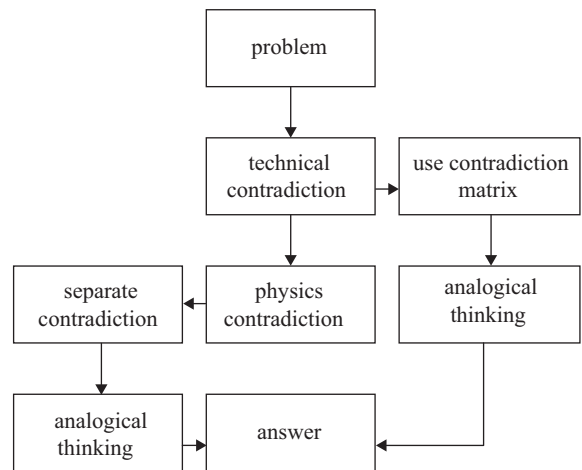 problem
technical
contradiction
use contradiction
matrix
separate
contradiction
physics
contradiction
analogical
thinking
analogical
thinking
answer